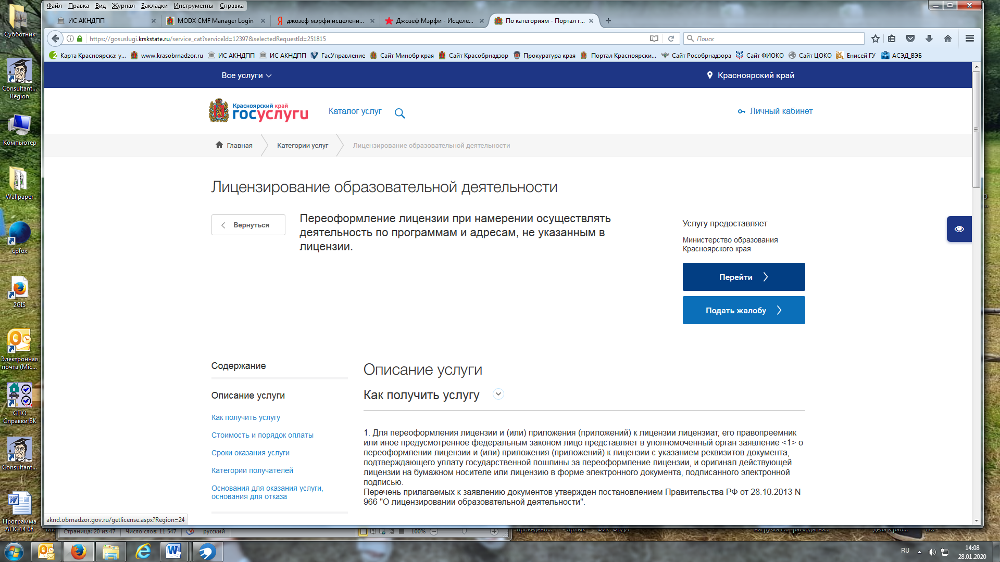 Файл Правка Вид Журнал Закладки Инструменты Справка
ИС АКНДПП
MODX CMF Manager Login
джозеф мэрфи исцелени...
Джозеф Мэрфи - Исцеле...
По категориям - Портал г...
https://gosuslugi.krskstate.ru/service_cat?serviceId=12397&selectedRequestId=251815
Поиск
Карта Красноярска: у... www.krasobrnadzor.ru ИС АКНДПП ИС АКНДПП ГасУправление Сайт Минобр края Сайт Красобрнадзор Прокуратура края Портал Красноярски... Сайт Рособрнадзора Сайт ФИОКО Сайт ЦОКО Енисей ГУ АСЭД_ВЭБ
Все услуги
Красноярский край
Красноярский край
госуслуги
Каталог услуг
Личный кабинет
Главная
Категории услуг
Лицензирование образовательной деятельности
Лицензирование образовательной деятельности
Вернуться
Переоформление лицензии при намерении осуществлять
деятельность по программам и адресам, не указанным в
лицензии.
Услугу предоставляет
Министерство образования
Красноярского края
Перейти
Подать жалобу
Содержание
Описание услуги
Как получить услугу
Стоимость и порядок оплаты
Сроки оказания услуги
Категории получателей
Основания для оказания услуги,
основания для отказа
Описание услуги
Как получить услугу
1. Для переоформления лицензии и (или) приложения (приложений) к лицензии лицензиат, его правопреемник
или иное предусмотренное федеральным законом лицо представляет в уполномоченный орган заявление <1> о
переоформлении лицензии и (или) приложения (приложений) к лицензии с указанием реквизитов документа,
подтверждающего уплату государственной пошлины за переоформление лицензии, и оригинал действующей
лицензии на бумажном носителе или лицензию в форме электронного документа, подписанного электронной
подписью.
Перечень прилагаемых к заявлению документов утвержден постановлением Правительства РФ от 28.10.2013 N
966 "О лицензировании образовательной деятельности".
aknd.obrnadzor.gov.ru/getlicense.aspx?Region=24
Субботник
Consultant...
Region
Компьютер
Wallpaper
cpfox
2GIS
Электронная
почта (Mic...
СПО
Справки БК
Consultant...
Программа
АПС 14 08
Страница: 20 из 47
Число слов: 11 547
русский
100%
проведено...
- Ярлык
ФИС ФБДА
нагрузка с...
расходы на...
дела в раб...
RU
14:08
28.01.2020